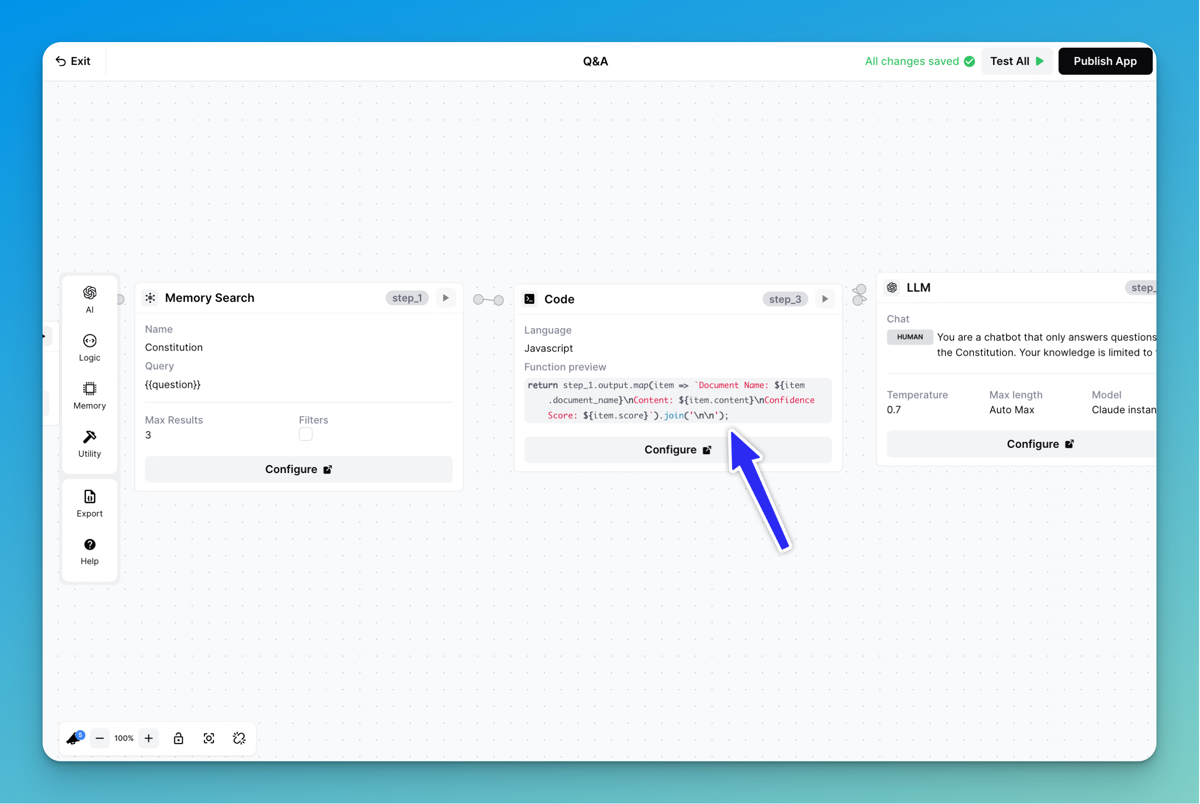 Exit
Q&A
All changes saved
Test All
Publish App
AI
Logic
Memory
Utility
Export
Help
Memory Search
step_1
Name
Constitution
Query
{{question}}
Max Results
Filters
3
Configure
Code
step_3
Language
Javascript
Function preview
return step_1.output.map(item => `Document Name: ${item
.document_name}\nContent: ${item.content}\nConfidence
Score: ${item.score}`).join('\n\n');
Configure
LLM
step_
Chat
HUMAN
You are a chatbot that only answers questions
the Constitution. Your knowledge is limited to
Temperature
Max length
Model
0.7
Auto Max
Claude instan
Configure
5
100%